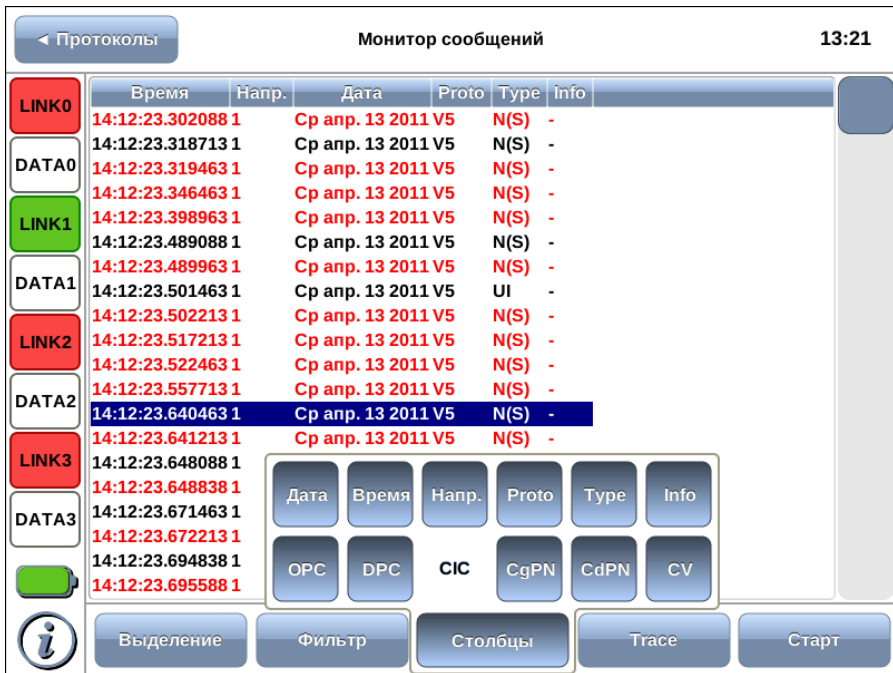 ◄ Протоколы Монитор сообщений 13:21
Время Напр. Дата Proto Type Info
LINK0
DATA0
LINK1
DATA1
LINK2
DATA2
LINK3
DATA3
14:12:23.302088 1 Ср апр. 13 2011 V5 N(S) -
14:12:23.318713 1 Ср апр. 13 2011 V5 N(S) -
14:12:23.319463 1 Ср апр. 13 2011 V5 N(S) -
14:12:23.346463 1 Ср апр. 13 2011 V5 N(S) -
14:12:23.398963 1 Ср апр. 13 2011 V5 N(S) -
14:12:23.489088 1 Ср апр. 13 2011 V5 N(S) -
14:12:23.489963 1 Ср апр. 13 2011 V5 N(S) -
14:12:23.501463 1 Ср апр. 13 2011 V5 UI -
14:12:23.502213 1 Ср апр. 13 2011 V5 N(S) -
14:12:23.517213 1 Ср апр. 13 2011 V5 N(S) -
14:12:23.522463 1 Ср апр. 13 2011 V5 N(S) -
14:12:23.557713 1 Ср апр. 13 2011 V5 N(S) -
14:12:23.640463 1 Ср апр. 13 2011 V5 N(S) -
14:12:23.641213 1 Ср апр. 13 2011 V5 N(S) -
14:12:23.648088 1
14:12:23.648838 1
14:12:23.671463 1
14:12:23.672213 1
14:12:23.694838 1
14:12:23.695588 1
Дата Время Напр. Proto Type Info
OPC DPC CIC CgPN CdPN CV
i Выделение Фильтр Столбцы Trace Старт